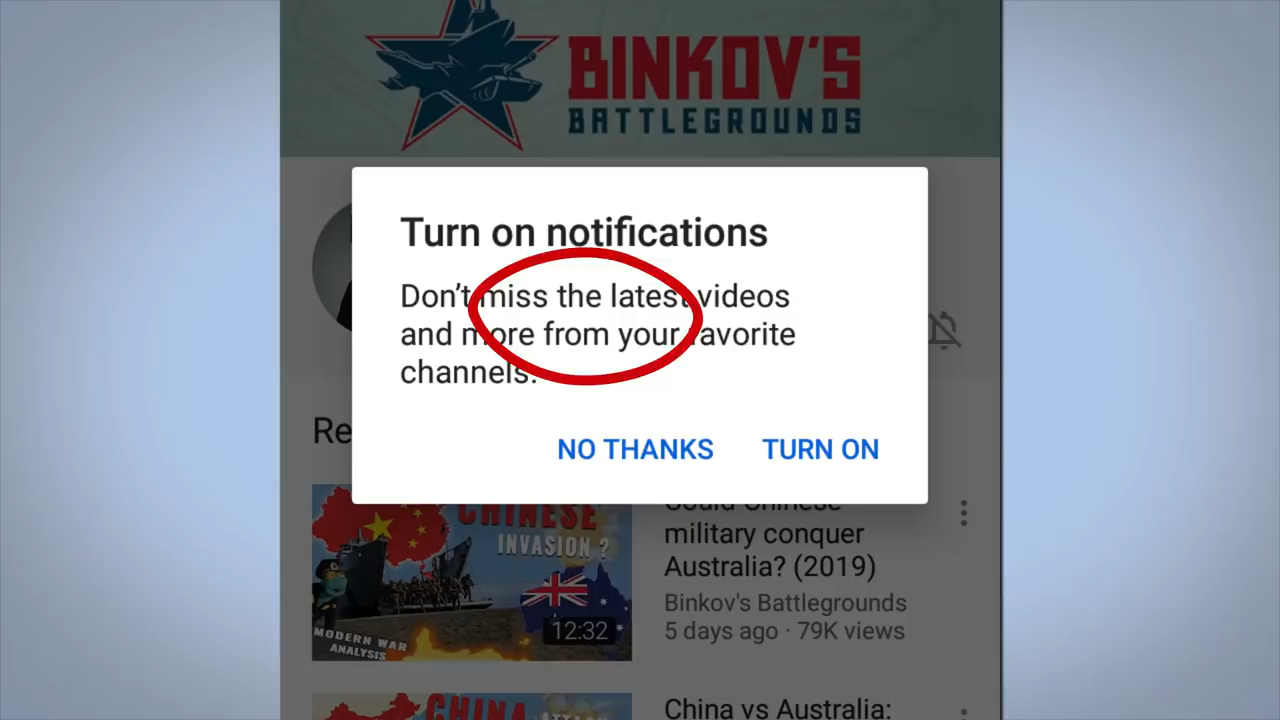 BINKOV'S
BATTLEGROUNDS
Turn on notifications
Don't miss the latest videos
and more from your favorite
channels.
Re
NO THANKS
TURN ON
CHINESE
INVASION ?
12:32
MODERN WAR
ANALYSIS
Could Chinese
military conquer
Australia? (2019)
Binkov's Battlegrounds
5 days ago · 79K views
CHINA
China vs Australia: